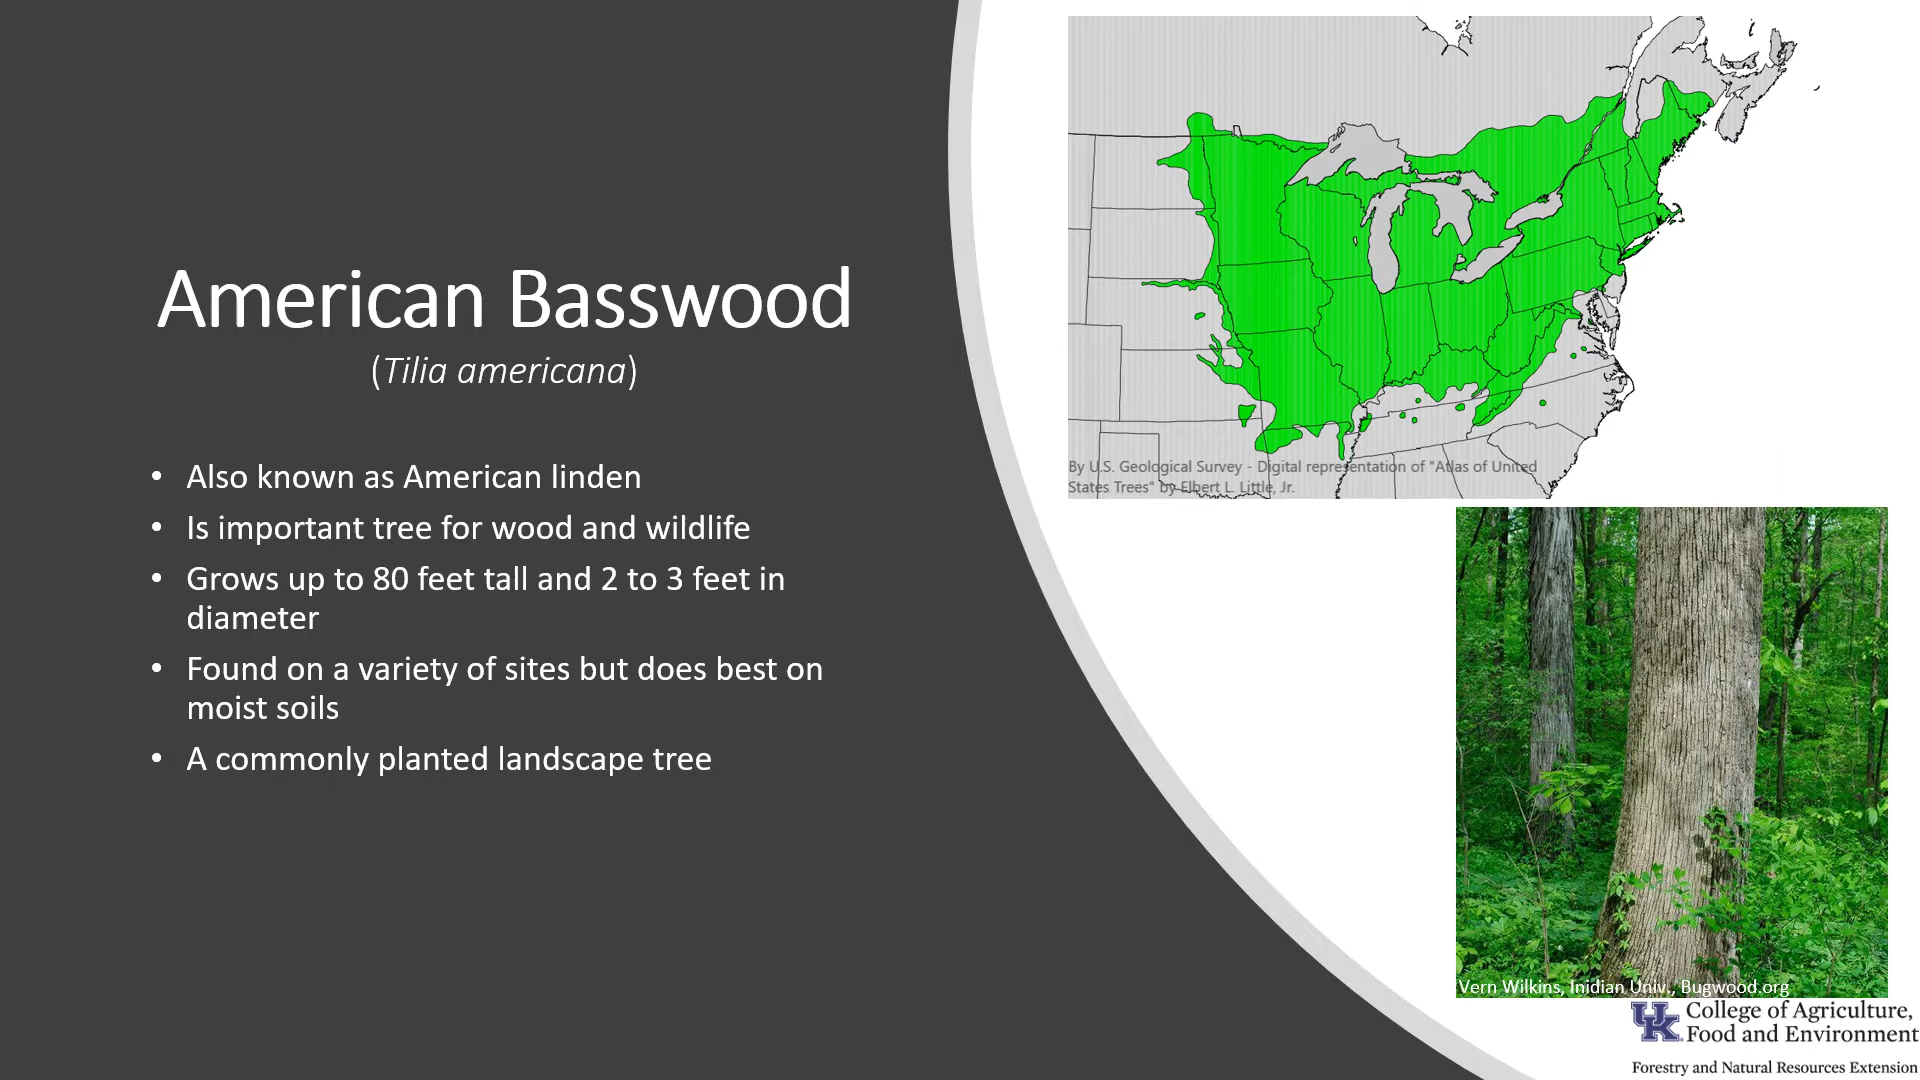 American Basswood
(Tilia americana)
• Also known as American linden
• Is important tree for wood and wildlife
• Grows up to 80 feet tall and 2 to 3 feet in
diameter
• Found on a variety of sites but does best on
moist soils
• A commonly planted landscape tree
By U.S. Geological Survey - Digital representation of "Atlas of United
States Trees" by Elbert L. Little, Jr.
Vern Wilkins, Inidian Univ., Bugwood.org
UK College of Agriculture,
Food and Environment
Forestry and Natural Resources Extension